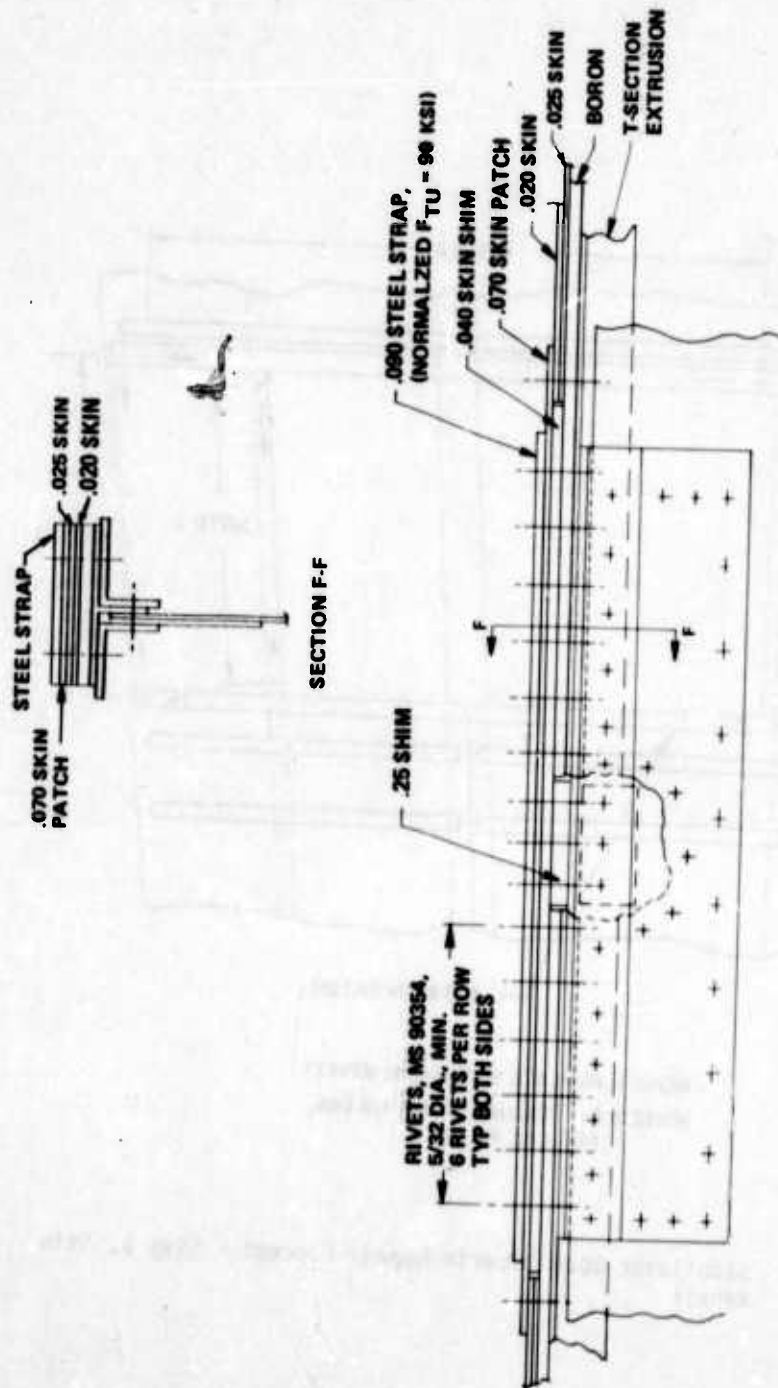 STEEL STRAP
.070 SKIN
PATCH
.025 SKIN
.020 SKIN
SECTION F-F
.090 STEEL STRAP,
(NORMALZED F TU = 90 KSI)
.040 SKIN SHIM
.070 SKIN PATCH
.020 SKIN
.025 SKIN
BORON
T-SECTION
EXTRUSION
.25 SHIM
F
F
RIVETS, MS 90354,
5/32 DIA., MIN.
6 RIVETS PER ROW
TYP BOTH SIDES